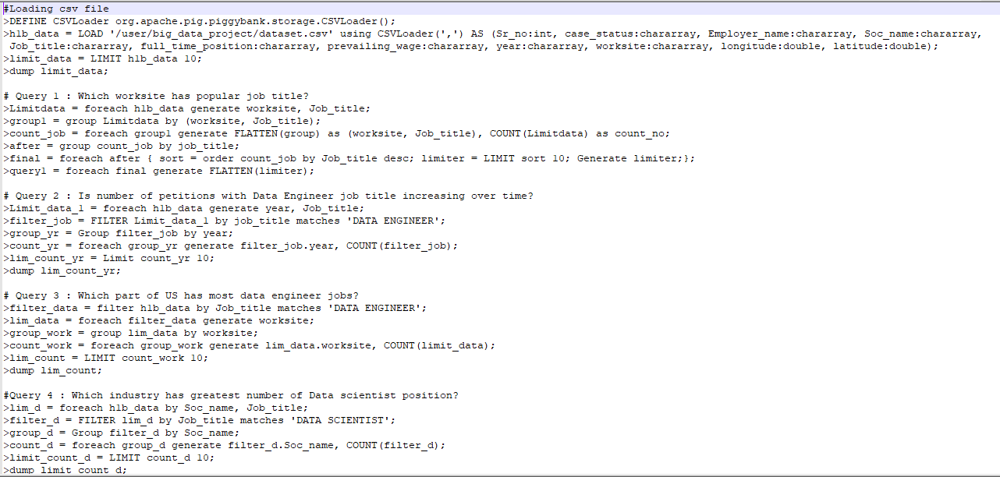 #Loading csv file
>DEFINE CSVLoader org.apache.pig.piggybank.storage.CSVLoader();
>h1b_data = LOAD '/user/big_data_project/dataset.csv' using CSVLoader(',') AS (Sr_no:int, case_status:chararray, Employer_name:chararray, Soc_name:chararray,
Job_title:chararray, full_time_position:chararray, prevailing_wage:chararray, year:chararray, worksite:chararray, longitude:double, latitude:double);
>limit_data = LIMIT h1b_data 10;
>dump limit_data;
# Query 1 : Which worksite has popular job title?
>Limitdata = foreach h1b_data generate worksite, Job_title;
>group1 = group Limitdata by (worksite, Job_title);
>count_job = foreach group1 generate FLATTEN(group) as (worksite, Job_title), COUNT(Limitdata) as count_no;
>after = group count_job by job_title;
>final = foreach after { sort = order count_job by Job_title desc; limiter = LIMIT sort 10; Generate limiter;};
>query1 = foreach final generate FLATTEN(limiter);
# Query 2 : Is number of petitions with Data Engineer job title increasing over time?
>Limit_data_1 = foreach h1b_data generate year, Job_title;
>filter_job = FILTER Limit_data_1 by job_title matches 'DATA ENGINEER';
>group_yr = Group filter_job by year;
>count_yr = foreach group_yr generate filter_job.year, COUNT(filter_job);
>lim_count_yr = Limit count_yr 10;
>dump lim_count_yr;
# Query 3 : Which part of US has most data engineer jobs?
>filter_data = filter h1b_data by Job_title matches 'DATA ENGINEER';
>lim_data = foreach filter_data generate worksite;
>group_work = group lim_data by worksite;
>count_work = foreach group_work generate lim_data.worksite, COUNT(limit_data);
>lim_count = LIMIT count_work 10;
>dump lim_count;
#Query 4 : Which industry has greatest number of Data scientist position?
>lim_d = foreach h1b_data by Soc_name, Job_title;
>filter_d = FILTER lim_d by Job_title matches 'DATA SCIENTIST';
>group_d = Group filter_d by Soc_name;
>count_d = foreach group_d generate filter_d.Soc_name, COUNT(filter_d);
>limit_count_d = LIMIT count_d 10;
>dump limit_count_d;